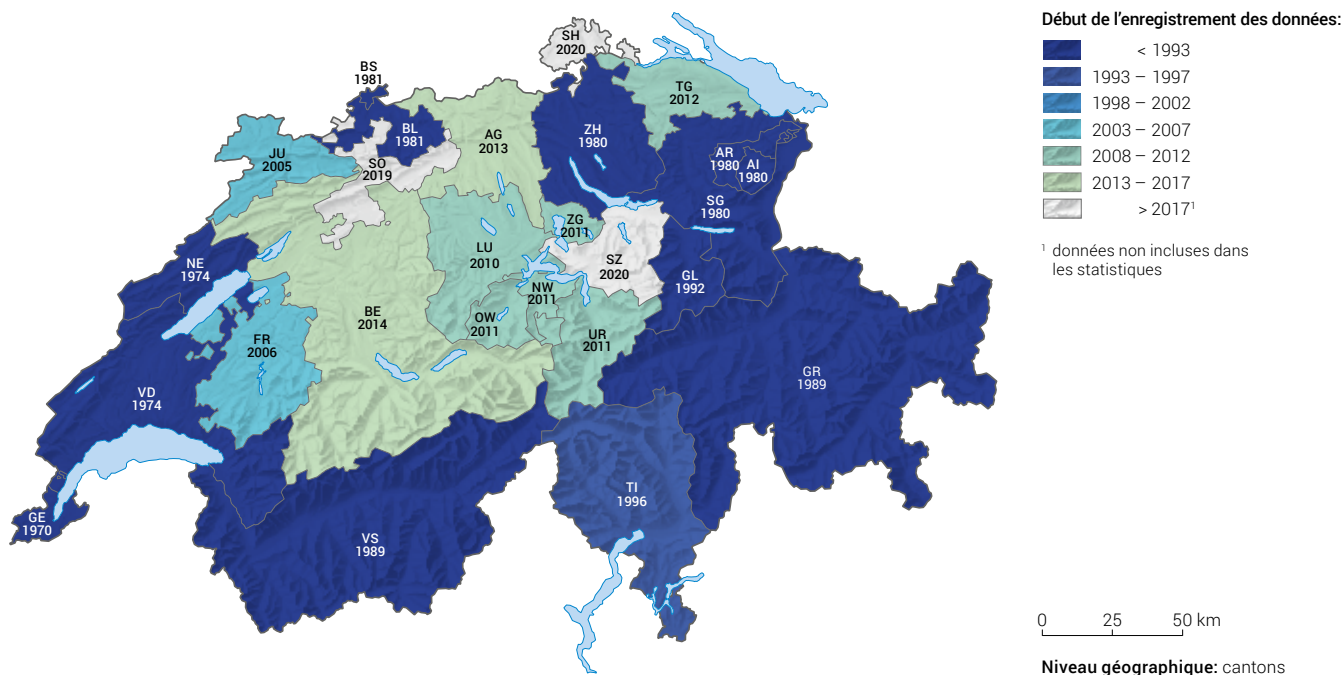 SH
2020
BS
1981
TG
2012
BL
1981
AG
2013
ZH
1980
JU
2005
SO
2019
AR
1980
AI
1980
SG
1980
ZG
2011
NE
1974
LU
2010
SZ
2020
GL
1992
NW
2011
OW
2011
BE
2014
UR
2011
FR
2006
GR
1989
VD
1974
TI
1996
GE
1970
VS
1989
Début de l'enregistrement des données:
< 1993
1993 – 1997
1998 – 2002
2003 – 2007
2008 – 2012
2013 – 2017
> 2017¹
¹ données non incluses dans
les statistiques
0 25 50 km
Niveau géographique: cantons